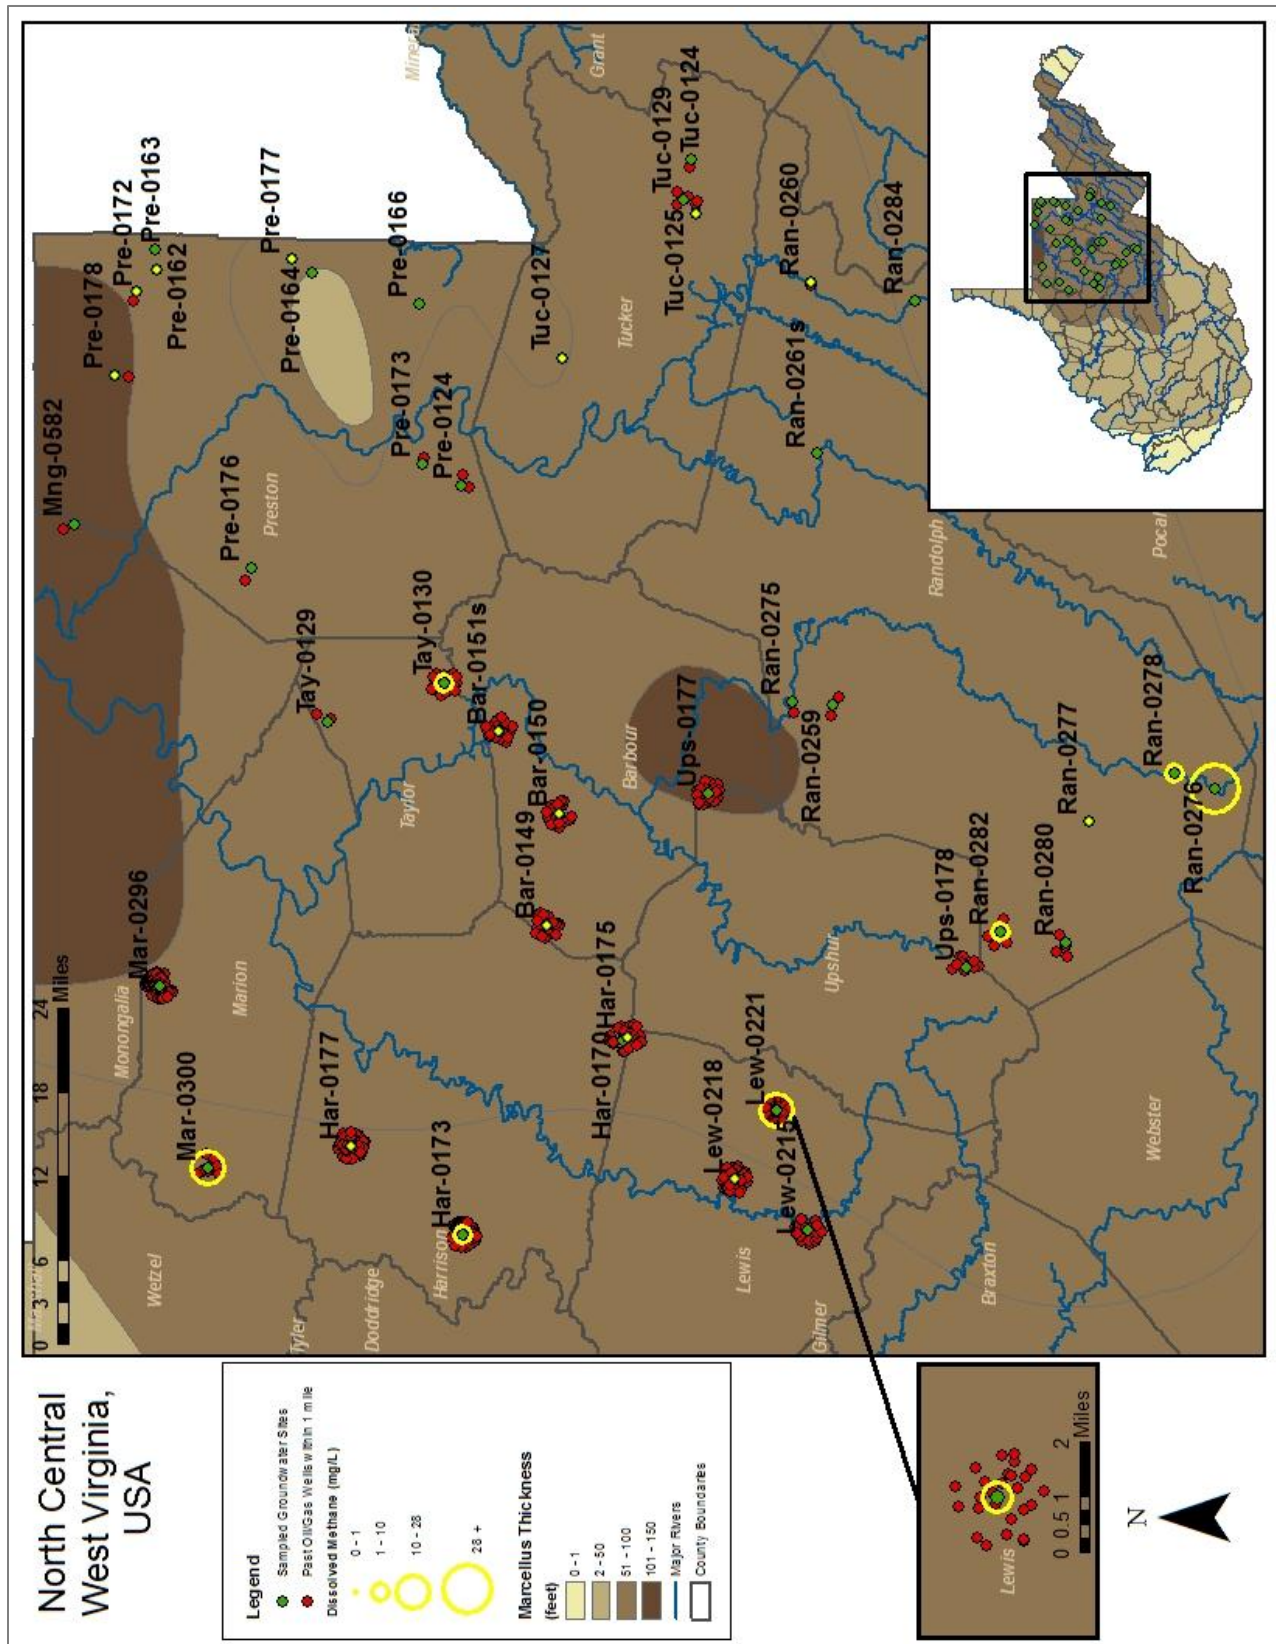 North Central
West Virginia,
USA
Legend
Sampled Groundwater Sites
Past Oil/Gas Wells within 1 mile
Dissolved Methane (mg/L)
0 - 1
1 - 10
10 - 28
28 +
Marcellus Thickness
(feet)
0 - 1
2 - 50
51 - 100
101 - 150
Major Rivers
County Boundaries
Lewis
0 0.5 1 2
Miles
N
0 3 6 12 18 24
Miles
Wetzel
Monongalia
Mar-0300
Mar-0296
Mng-0582
Pre-0178
Pre-0172
Pre-0163
Pre-0162
Marion
Pre-0176
Preston
Pre-0177
Pre-0164
Tyler
Doddridge
Har-0177
Tay-0129
Taylor
Pre-0166
Pre-0173
Pre-0124
Mineral
Harrison
Har-0173
Tay-0130
Bar-0151s
Bar-0150
Bar-0149
Tuc-0127
Grant
Har-0170
Har-0175
Barbour
Tucker
Tuc-0125
Tuc-0129
Tuc-0124
Ups-0177
Lew-0218
Lew-0221
Lew-0215
Lewis
Gilmer
Ran-0275
Ran-0259
Ran-0261s
Ran-0260
Ran-0284
Upshur
Ups-0178
Ran-0282
Randolph
Braxton
Ran-0280
Ran-0277
Webster
Ran-0278
Ran-0276
Pocal